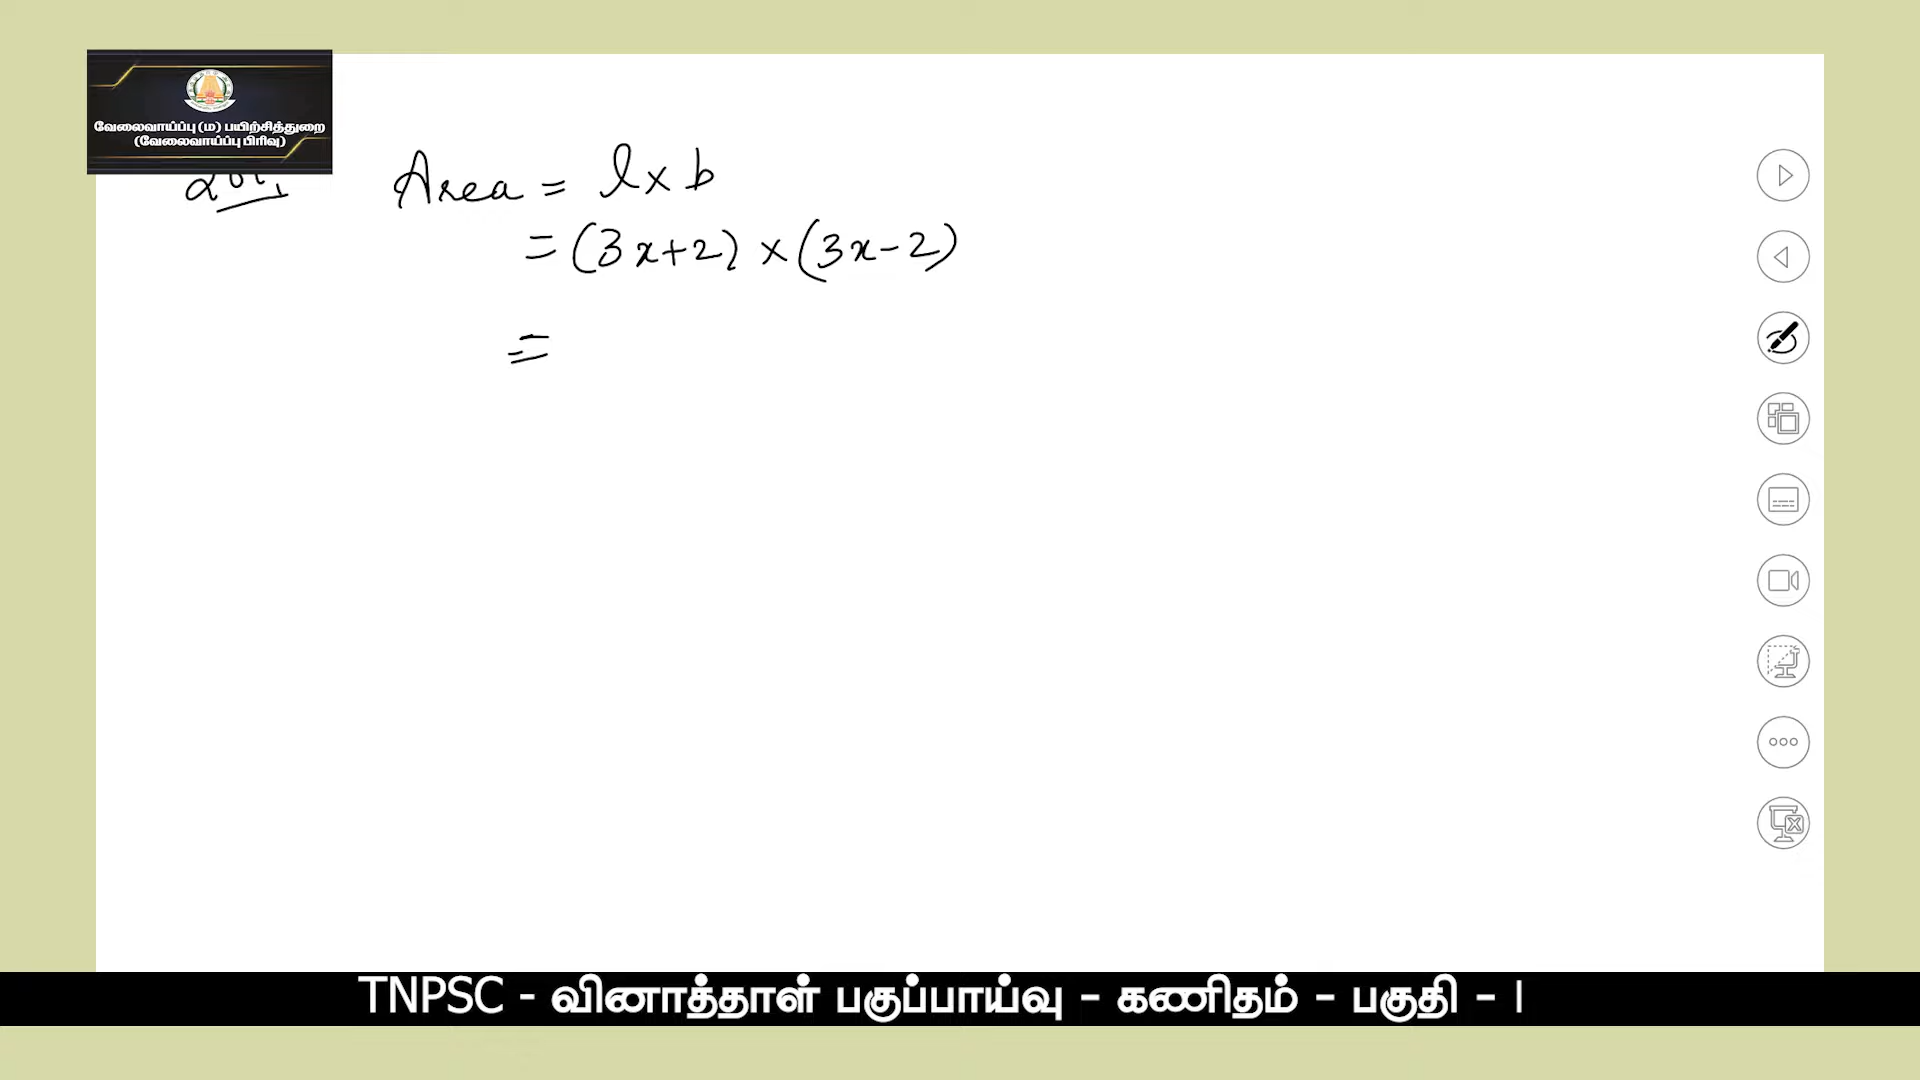 வேலைவாய்ப்பு (ம) பயிற்சித்துறை
(வேலைவாய்ப்பு பிரிவு)
Area = l x b
= (3x+2) x (3x-2)
=
TNPSC - வினாத்தாள் பகுப்பாய்வு - கணிதம் - பகுதி - I